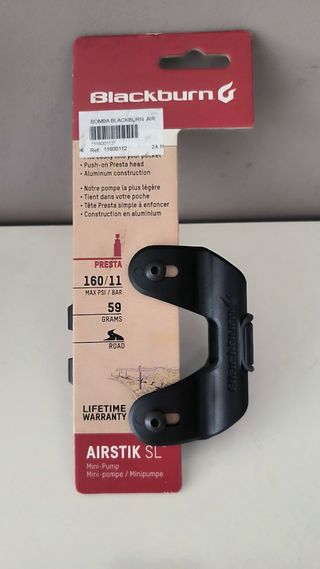 Blackburn
BOMBA BLACKBURN AIR
*11600112*
Ref: 11600112
• Push-on Presta head
• Aluminum construction
• Notre pompe la plus légère
• Tient dans votre poche
• Tête Presta simple à enfoncer
• Construction en aluminium
PRESTA
160/11
MAX PSI / BAR
59
GRAMS
ROAD
Blackburn
LIFETIME
WARRANTY
AIRSTIK SL
Mini-Pump
Mini-pompe / Minipumpe